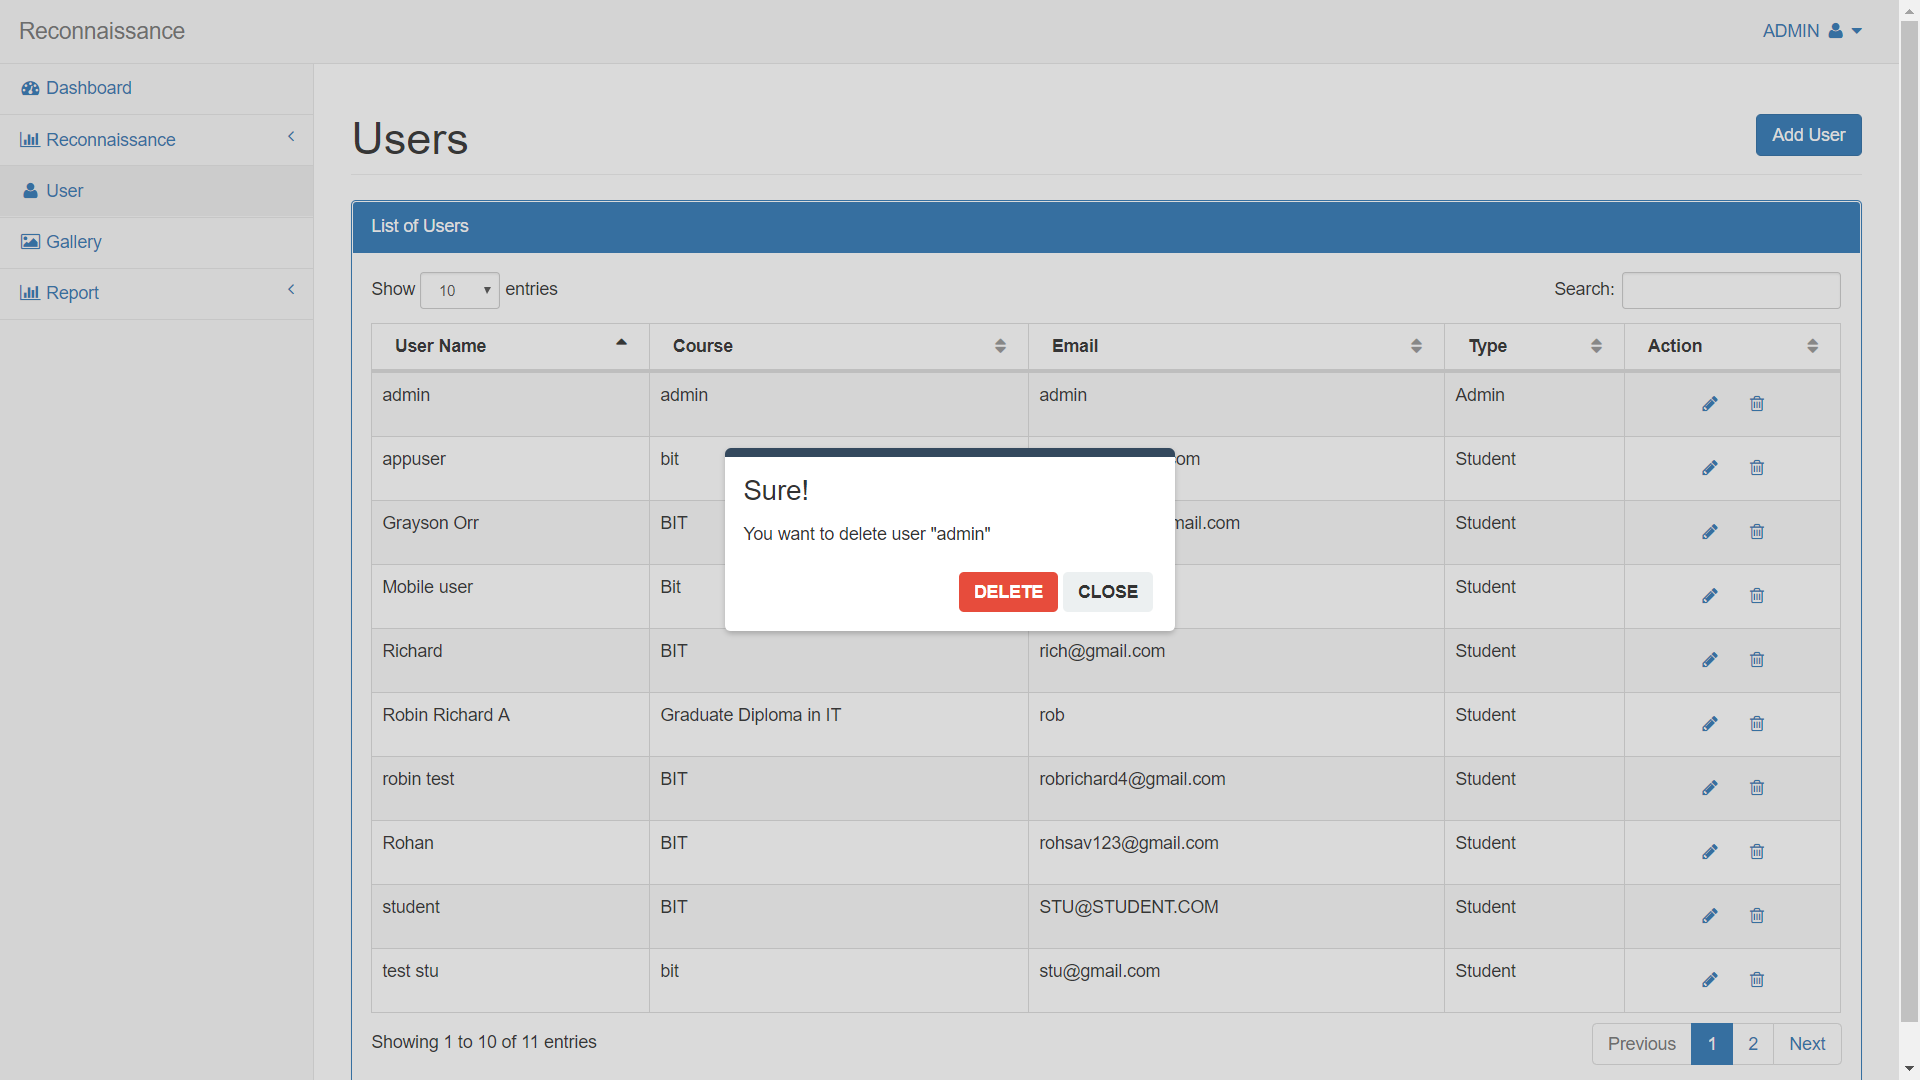 Reconnaissance
ADMIN
Dashboard
Reconnaissance
User
Gallery
Report
Users
Add User
List of Users
Show 10 entries
Search:
User Name Course Email Type Action
admin admin admin Admin
appuser bit om Student
Grayson Orr BIT mail.com Student
Mobile user Bit Student
Sure!
You want to delete user "admin"
DELETE CLOSE
Richard BIT rich@gmail.com Student
Robin Richard A Graduate Diploma in IT rob Student
robin test BIT robrichard4@gmail.com Student
Rohan BIT rohsav123@gmail.com Student
student BIT STU@STUDENT.COM Student
test stu bit stu@gmail.com Student
Showing 1 to 10 of 11 entries
Previous 1 2 Next